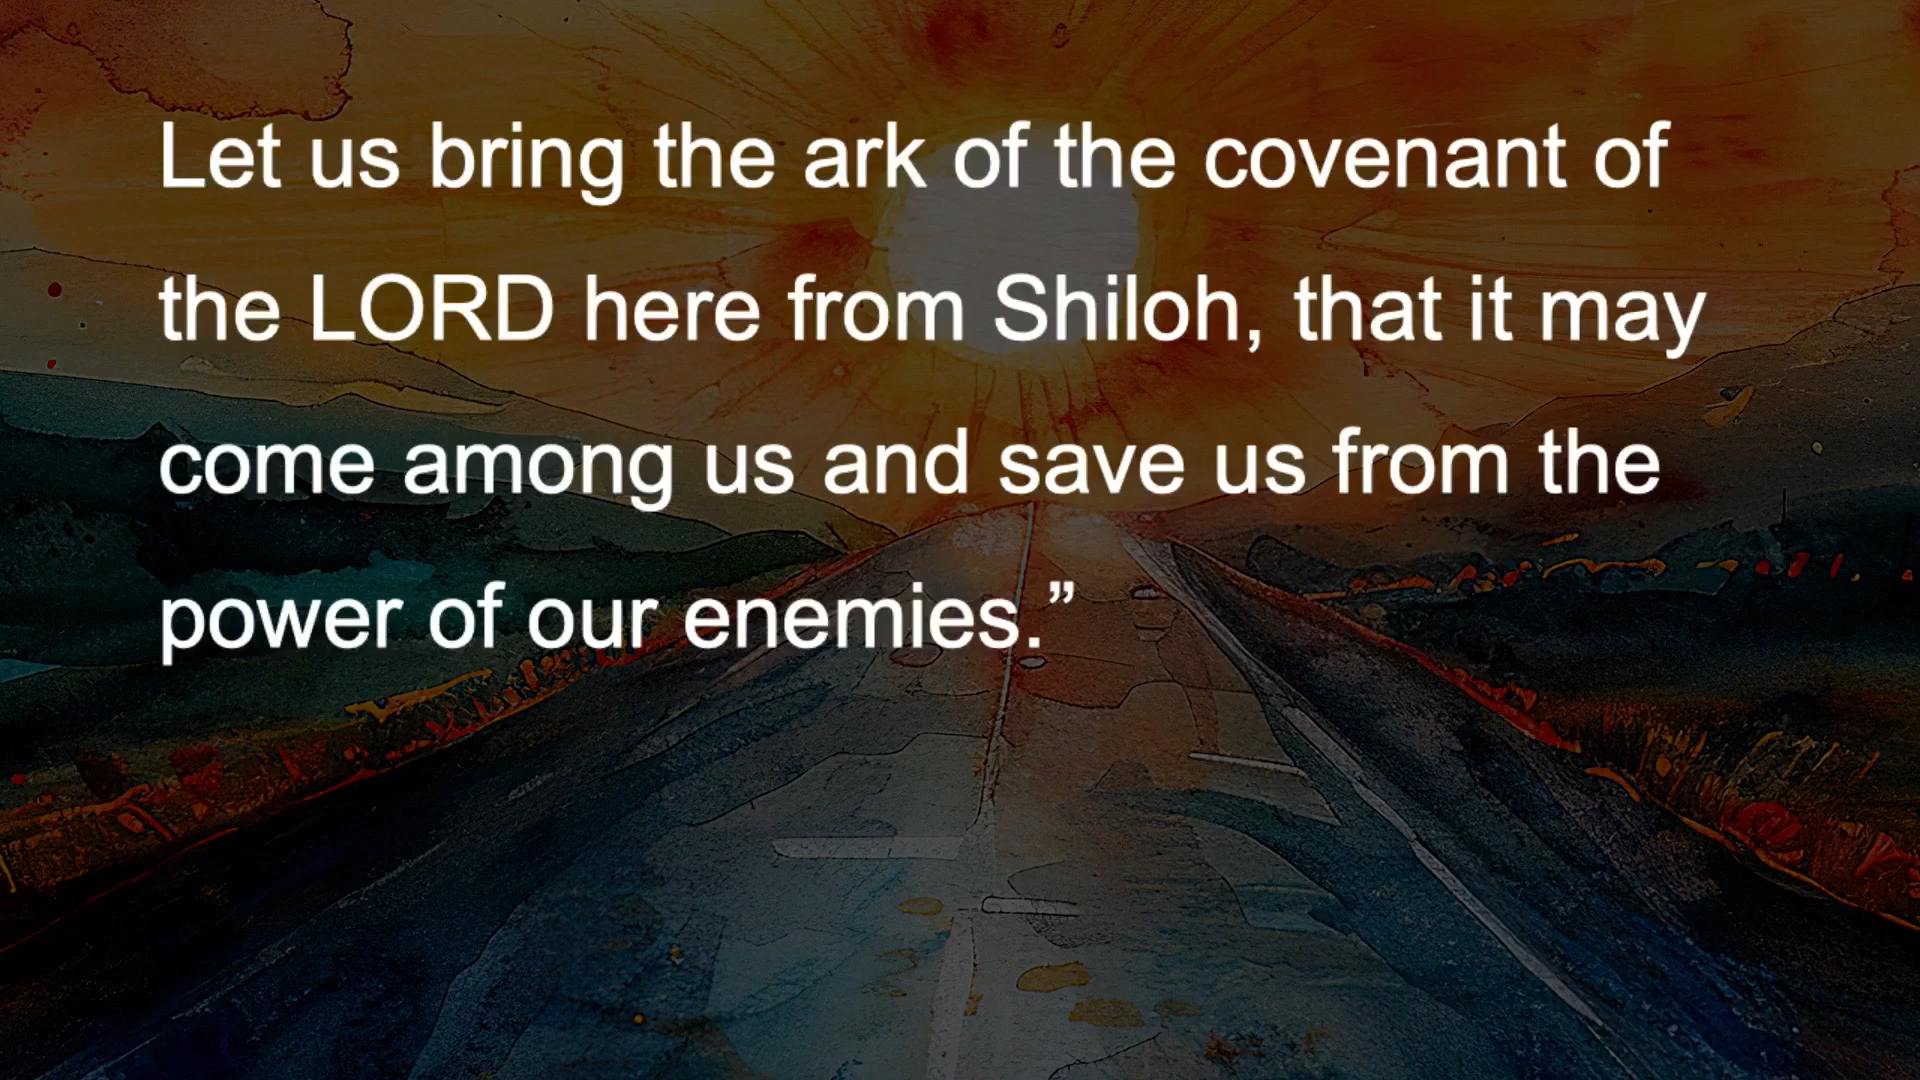 Let us bring the ark of the covenant of
the LORD here from Shiloh, that it may
come among us and save us from the
power of our enemies.”